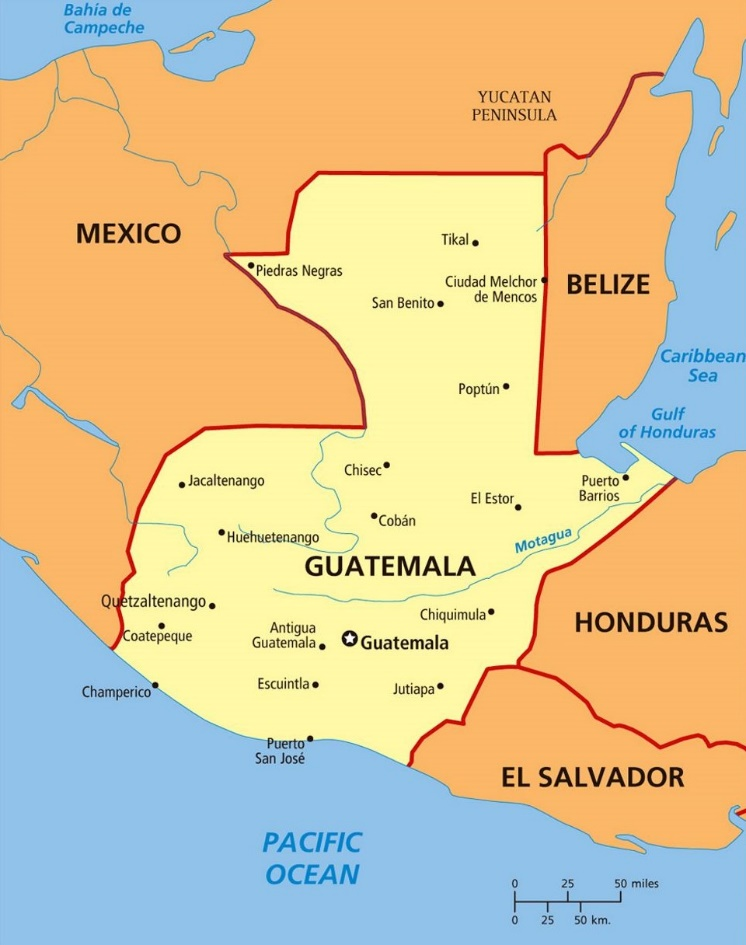 Bahía de
Campeche
YUCATAN
PENINSULA
MEXICO
Tikal
Piedras Negras
Ciudad Melchor
de Mencos
BELIZE
San Benito
Caribbean
Sea
Poptún
Gulf
of Honduras
Chisec
Jacaltenango
Puerto
Barrios
El Estor
Cobán
Huehuetenango
Motagua
GUATEMALA
Quetzaltenango
Chiquimula
HONDURAS
Coatepeque
Antigua
Guatemala
Guatemala
Champerico
Escuintla
Jutiapa
Puerto
San José
EL SALVADOR
PACIFIC
OCEAN
0 25 50 miles
0 25 50 km.